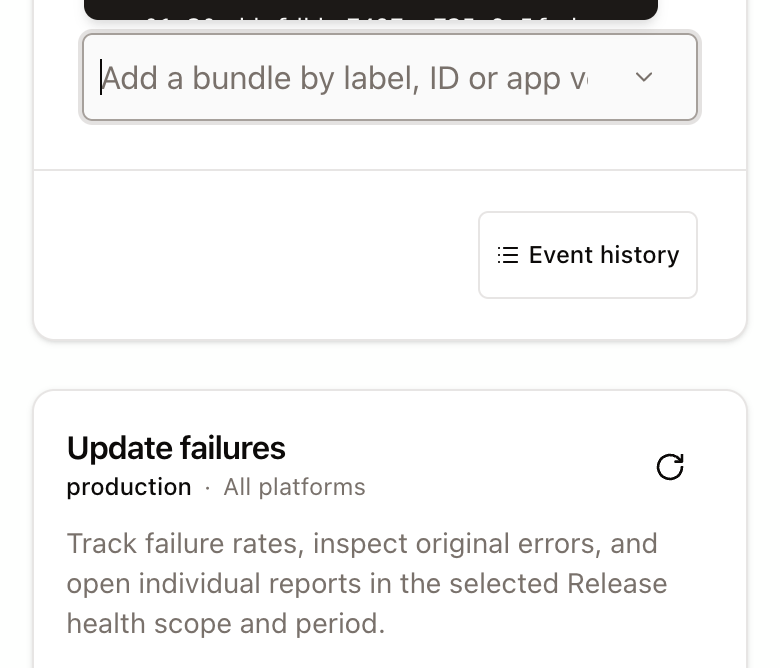 Add a bundle by label, ID or app v
Event history
Update failures
production · All platforms
Track failure rates, inspect original errors, and
open individual reports in the selected Release
health scope and period.